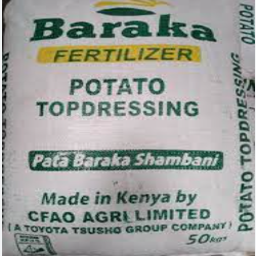 Baraka
FERTILIZER
POTATO
TOPDRESSING
Pata Baraka Shambani
Made in Kenya by
CFAO AGRI LIMITED
( A TOYOTA TSUSHO GROUP COMPANY )
50kgs
POTATO TOPDRESSING
POTATO